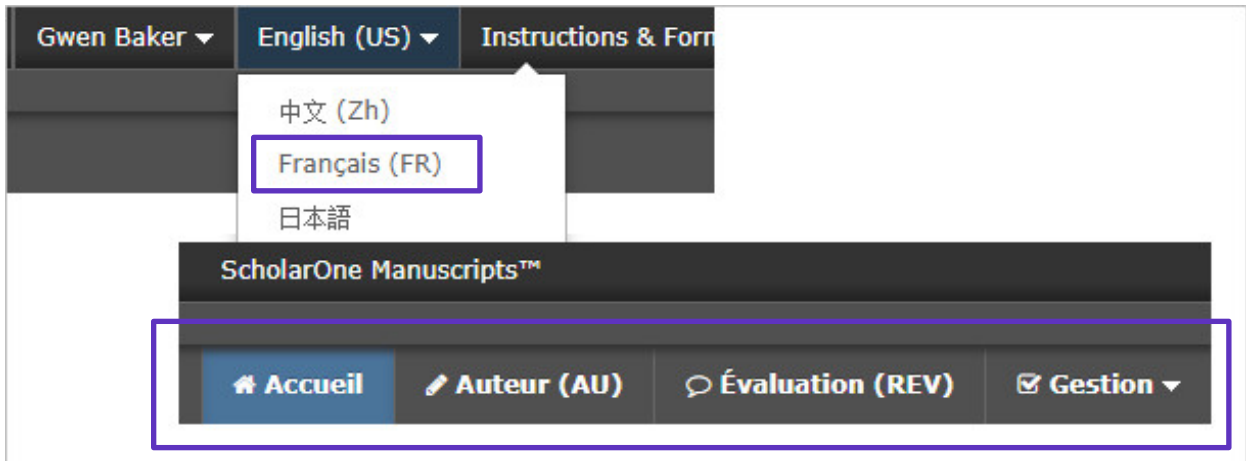 Gwen Baker English (US) Instructions &
中文 (Zh)
Français (FR)
日本語
ScholarOne Manuscripts™
Accueil Auteur (AU) Évaluation (REV) Gestion